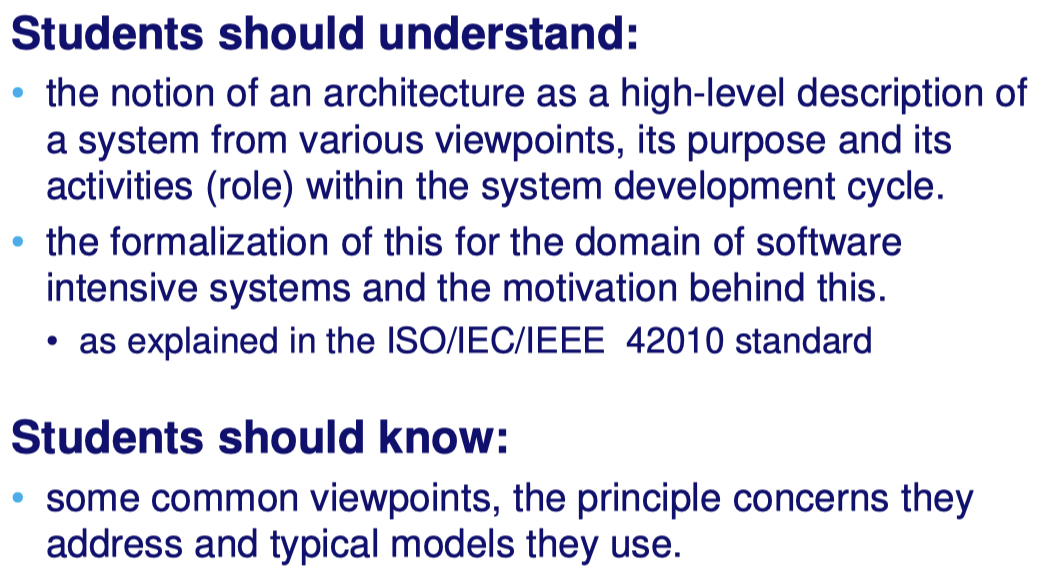 Students should understand:
• the notion of an architecture as a high-level description of
a system from various viewpoints, its purpose and its
activities (role) within the system development cycle.
• the formalization of this for the domain of software
intensive systems and the motivation behind this.
• as explained in the ISO/IEC/IEEE  42010 standard
Students should know:
• some common viewpoints, the principle concerns they
address and typical models they use.